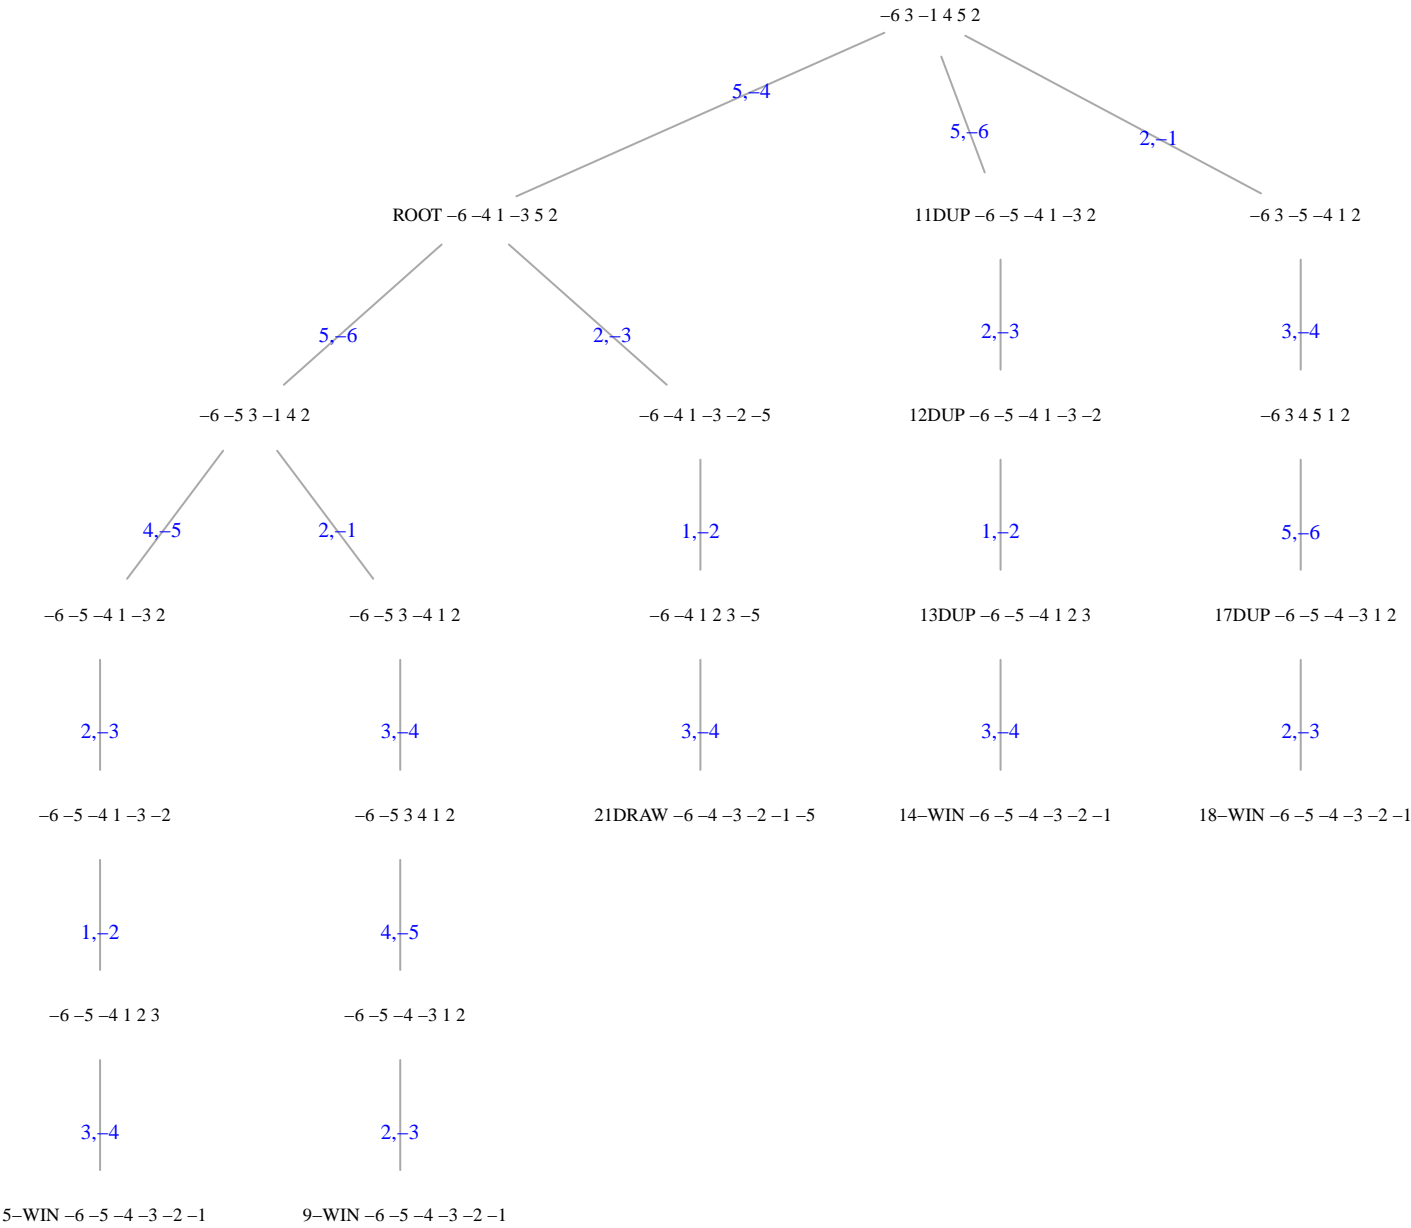 –6 3 –1 4 5 2
5,–4
5,–6
2,–1
ROOT –6 –4 1 –3 5 2
11DUP –6 –5 –4 1 –3 2
–6 3 –5 –4 1 2
5,–6
2,–3
2,–3
3,–4
–6 –5 3 –1 4 2
–6 –4 1 –3 –2 –5
12DUP –6 –5 –4 1 –3 –2
–6 3 4 5 1 2
4,–5
2,–1
1,–2
1,–2
5,–6
–6 –5 –4 1 –3 2
–6 –5 3 –4 1 2
–6 –4 1 2 3 –5
13DUP –6 –5 –4 1 2 3
17DUP –6 –5 –4 –3 1 2
2,–3
3,–4
3,–4
3,–4
2,–3
–6 –5 –4 1 –3 –2
–6 –5 3 4 1 2
21DRAW –6 –4 –3 –2 –1 –5
14–WIN –6 –5 –4 –3 –2 –1
18–WIN –6 –5 –4 –3 –2 –1
1,–2
4,–5
–6 –5 –4 1 2 3
–6 –5 –4 –3 1 2
3,–4
2,–3
5–WIN –6 –5 –4 –3 –2 –1
9–WIN –6 –5 –4 –3 –2 –1